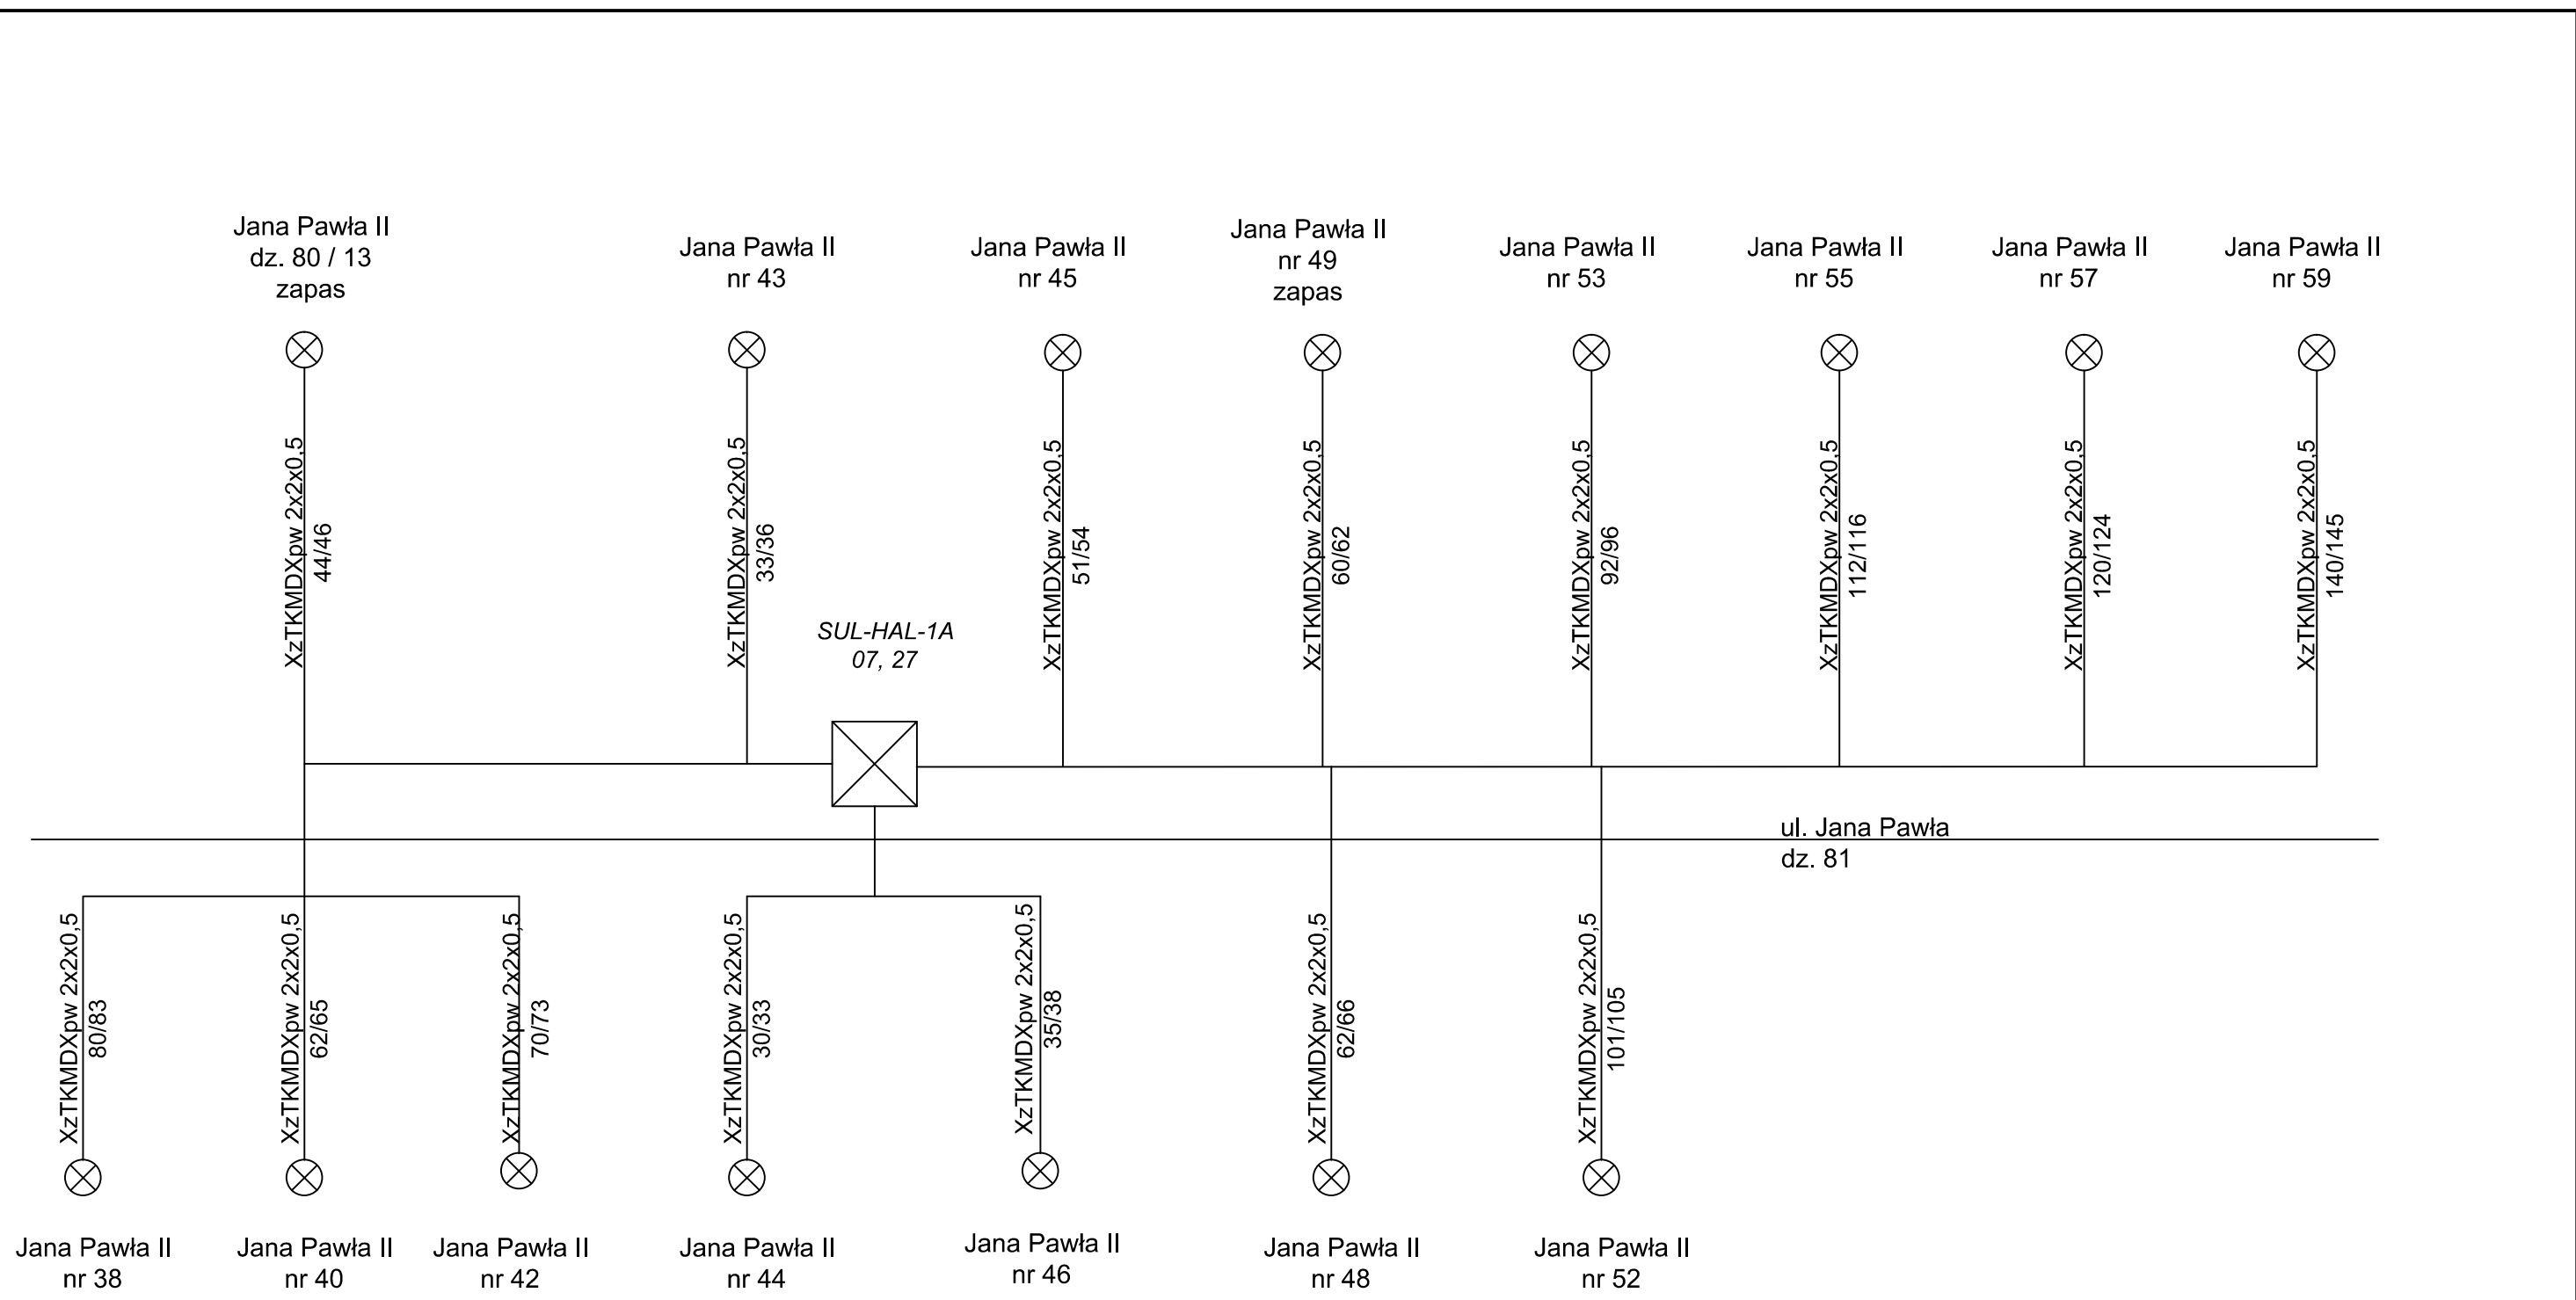 Jana Pawła II
dz. 80 / 13
zapas
Jana Pawła II
nr 43
Jana Pawła II
nr 45
Jana Pawła II
nr 49
zapas
Jana Pawła II
nr 53
Jana Pawła II
nr 55
Jana Pawła II
nr 57
Jana Pawła II
nr 59
XzTKMDXpw 2x2x0,5
44/46
XzTKMDXpw 2x2x0,5
33/36
XzTKMDXpw 2x2x0,5
51/54
XzTKMDXpw 2x2x0,5
60/62
XzTKMDXpw 2x2x0,5
92/96
XzTKMDXpw 2x2x0,5
112/116
XzTKMDXpw 2x2x0,5
120/124
XzTKMDXpw 2x2x0,5
140/145
SUL-HAL-1A
07, 27
ul. Jana Pawła
dz. 81
XzTKMDXpw 2x2x0,5
80/83
XzTKMDXpw 2x2x0,5
62/65
XzTKMDXpw 2x2x0,5
70/73
XzTKMDXpw 2x2x0,5
30/33
XzTKMDXpw 2x2x0,5
35/38
XzTKMDXpw 2x2x0,5
62/66
XzTKMDXpw 2x2x0,5
101/105
Jana Pawła II
nr 38
Jana Pawła II
nr 40
Jana Pawła II
nr 42
Jana Pawła II
nr 44
Jana Pawła II
nr 46
Jana Pawła II
nr 48
Jana Pawła II
nr 52